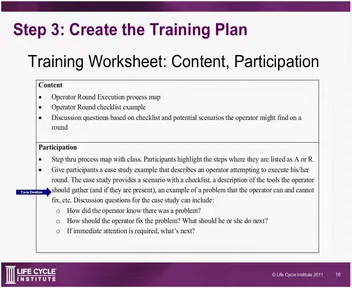 Step 3: Create the Training Plan
Training Worksheet: Content, Participation
Content
• Operator Round Execution process map
• Operator Round checklist example
• Discussion questions based on checklist and potential scenarios the operator might find on a
round
Participation
• Step thru process map with class. Participants highlight the steps where they are listed as A or R.
• Give participants a case study example that describes an operator attempting to execute his/her
round. The case study provides a scenario with a checklist, a description of the tools the operator
should gather (and if they are present), an example of a problem that the operator can and cannot
fix, etc. Discussion questions for the case study can include:
o How did the operator know there was a problem?
o How should the operator fix the problem? What should he or she do next?
o If immediate attention is required, what's next?
LIFE CYCLE
INSTITUTE
© Life Cycle Institute 2011